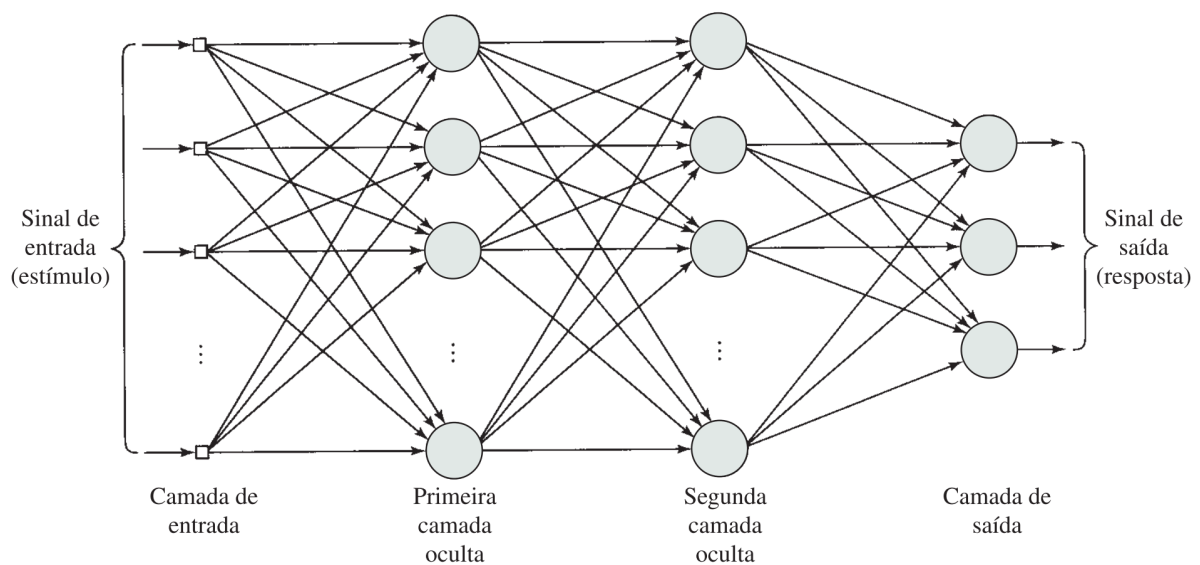 Sinal de
entrada
(estímulo)
Sinal de
saída
(resposta)
Camada de
entrada
Primeira
camada
oculta
Segunda
camada
oculta
Camada de
saída